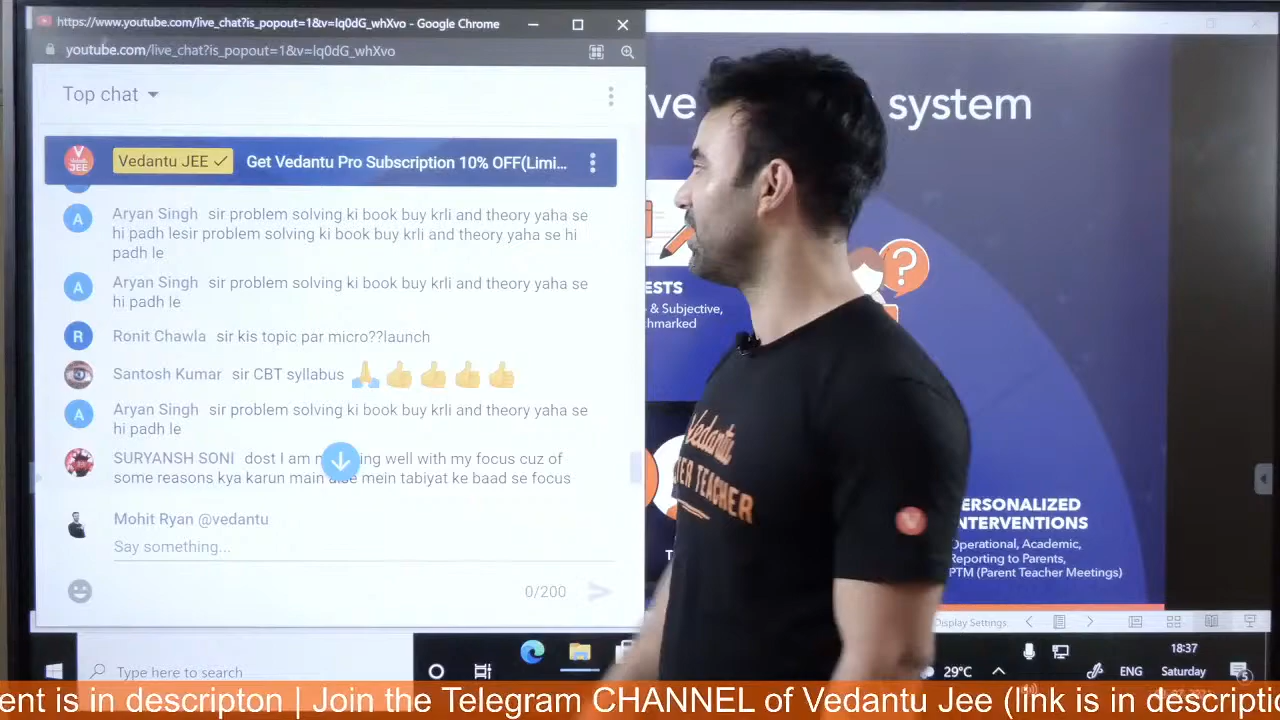 https://www.youtube.com/live_chat?is_popout=1&v=lq0dG_whXvo - Google Chrome
youtube.com/live_chat?is_popout=1&v=lq0dG_whXvo
Top chat
Vedantu JEE Get Vedantu Pro Subscription 10% OFF(Limi...
Aryan Singh sir problem solving ki book buy krli and theory yaha se
hi padh lesir problem solving ki book buy krli and theory yaha se hi
padh le
Aryan Singh sir problem solving ki book buy krli and theory yaha se
hi padh le
Ronit Chawla sir kis topic par micro??launch
Santosh Kumar sir CBT syllabus 🙏👍👍👍👍
Aryan Singh sir problem solving ki book buy krli and theory yaha se
hi padh le
SURYANSH SONI dost I am ing well with my focus cuz of
some reasons kya karun main mein tabiyat ke baad se focus
Mohit Ryan @vedantu
Say something...
0/200
ive system
ESTS
& Subjective,
hmarked
?
Vedantu
ER TEACHER
ERSONALIZED
NTERVENTIONS
Operational, Academic,
Reporting to Parents,
PTM (Parent Teacher Meetings)
Display Settings
Type here to search
29°C
ENG
18:37
Saturday
5
ent is in descripton | Join the Telegram CHANNEL of Vedantu Jee (link is in descriptio